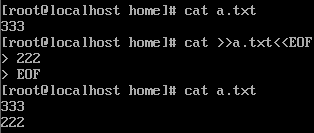 [root@localhost home]# cat a.txt
333
[root@localhost home]# cat >>a.txt<<EOF
> 222
> EOF
[root@localhost home]# cat a.txt
333
222